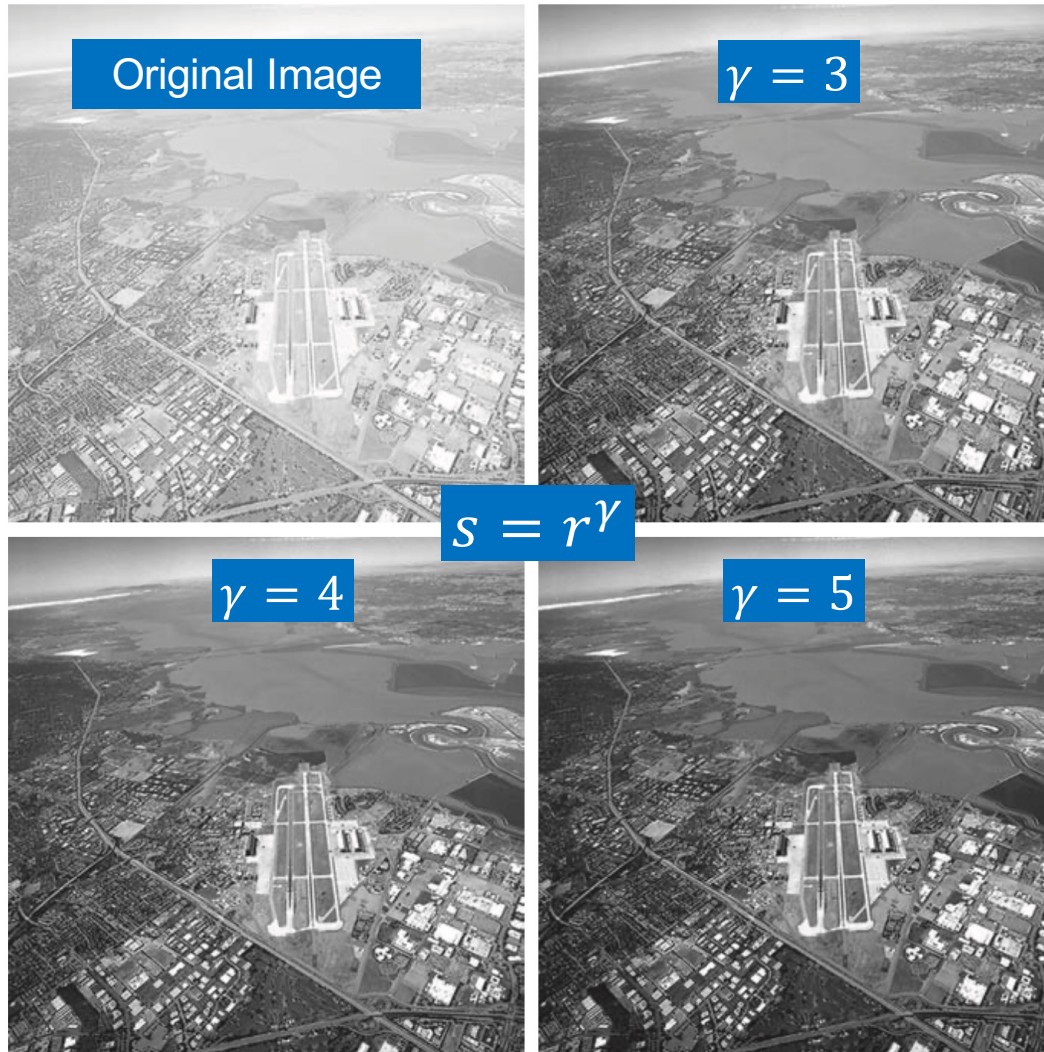 Original Image
γ = 3
s = r^γ
γ = 4
γ = 5